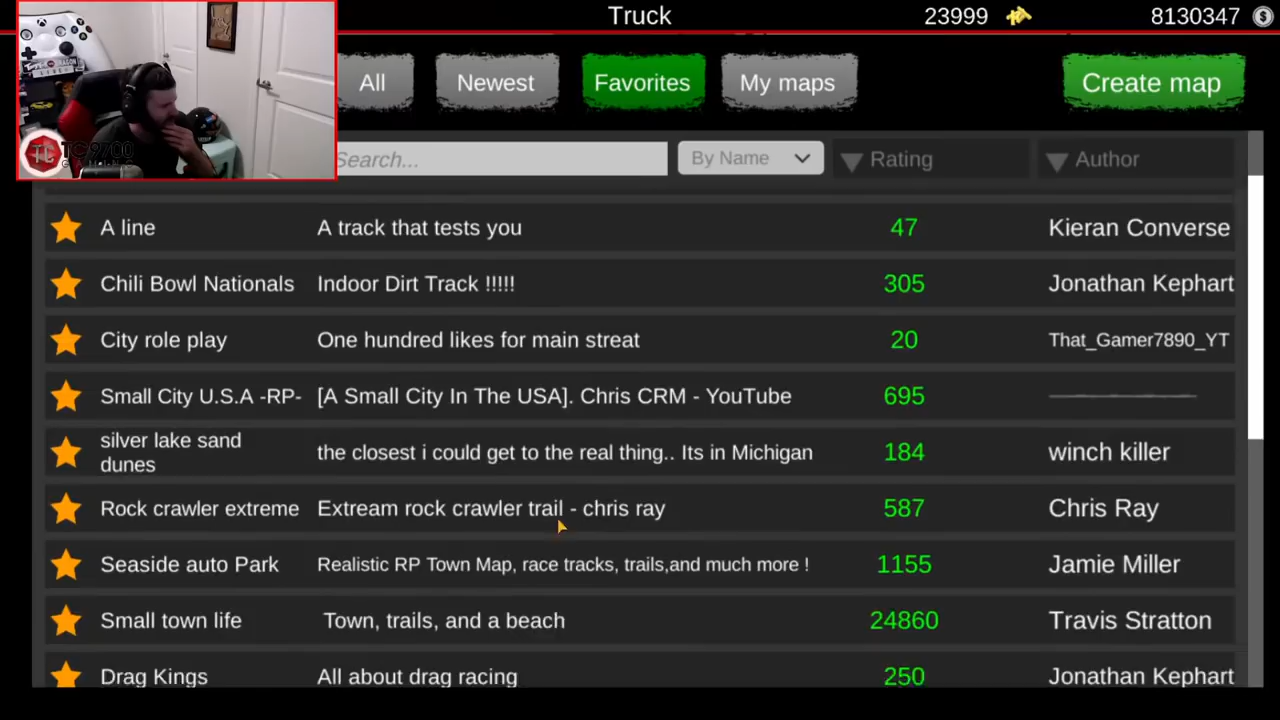 Truck
23999
8130347
All
Newest
Favorites
My maps
Create map
TC9700
GAMING
Search...
By Name
Rating
Author
A line
A track that tests you
47
Kieran Converse
Chili Bowl Nationals
Indoor Dirt Track !!!!!
305
Jonathan Kephart
City role play
One hundred likes for main streat
20
That_Gamer7890_YT
Small City U.S.A -RP-
[A Small City In The USA]. Chris CRM - YouTube
695
silver lake sand
dunes
the closest i could get to the real thing.. Its in Michigan
184
winch killer
Rock crawler extreme
Extream rock crawler trail - chris ray
587
Chris Ray
Seaside auto Park
Realistic RP Town Map, race tracks, trails,and much more !
1155
Jamie Miller
Small town life
Town, trails, and a beach
24860
Travis Stratton
Drag Kings
All about drag racing
250
Jonathan Kephart